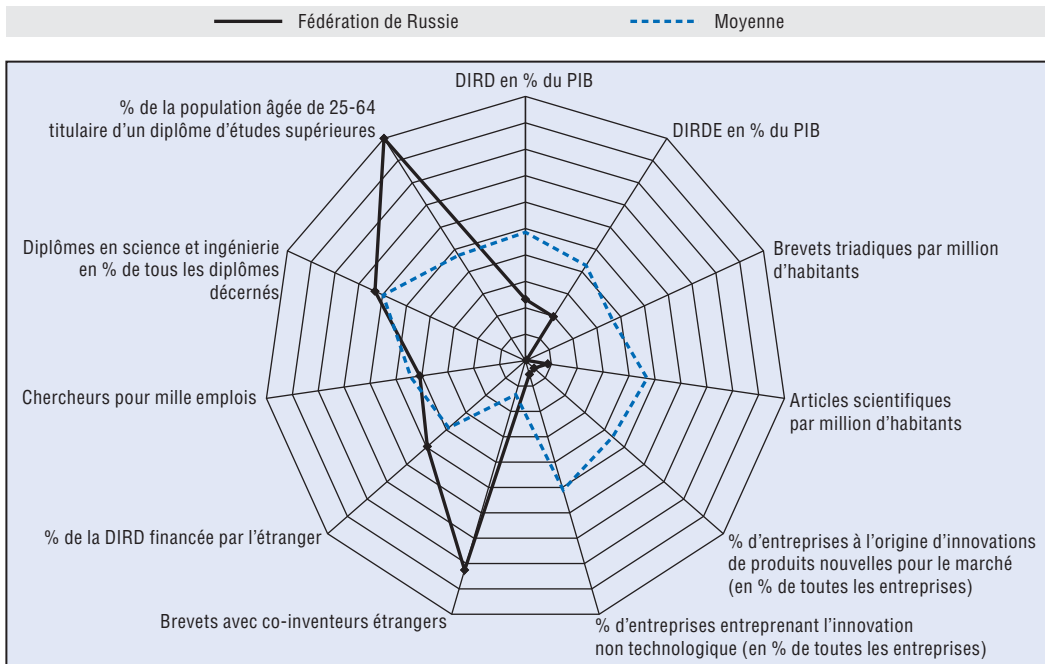 Fédération de Russie
Moyenne
DIRD en % du PIB
% de la population âgée de 25-64
titulaire d'un diplôme d'études supérieures
DIRDE en % du PIB
Diplômes en science et ingénierie
en % de tous les diplômes
décernés
Brevets triadiques par million
d'habitants
Chercheurs pour mille emplois
Articles scientifiques
par million d'habitants
% de la DIRD financée par l'étranger
% d'entreprises à l'origine d'innovations
de produits nouvelles pour le marché
(en % de toutes les entreprises)
Brevets avec co-inventeurs étrangers
% d'entreprises entreprenant l'innovation
non technologique (en % de toutes les entreprises)